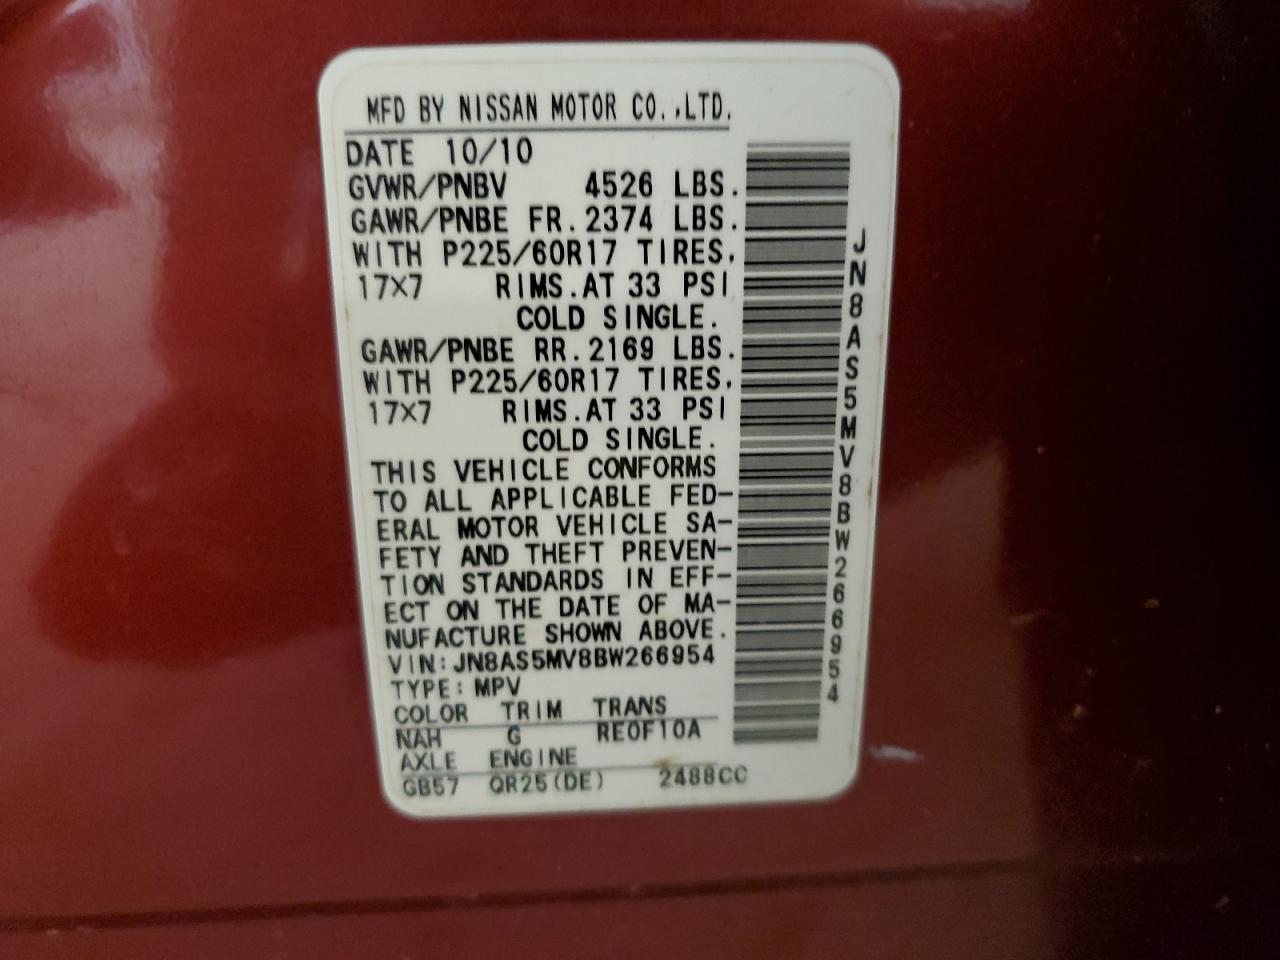 MFD BY NISSAN MOTOR CO.,LTD.
DATE 10/10
GVWR/PNBV 4526 LBS.
GAWR/PNBE FR. 2374 LBS.
WITH P225/60R17 TIRES.
17×7 RIMS. AT 33 PSI
COLD SINGLE.
GAWR/PNBE RR. 2169 LBS.
WITH P225/60R17 TIRES.
17×7 RIMS. AT 33 PSI
COLD SINGLE.
THIS VEHICLE CONFORMS
TO ALL APPLICABLE FED-
ERAL MOTOR VEHICLE SA-
FETY AND THEFT PREVEN-
TION STANDARDS IN EFF-
ECT ON THE DATE OF MA-
NUFACTURE SHOWN ABOVE.
VIN: JN8AS5MV8BW266954
TYPE: MPV
COLOR TRIM TRANS
NAH G RE0F10A
AXLE ENGINE
GB57 QR25(DE) 2488CC
JN8AS5MV8BW266954